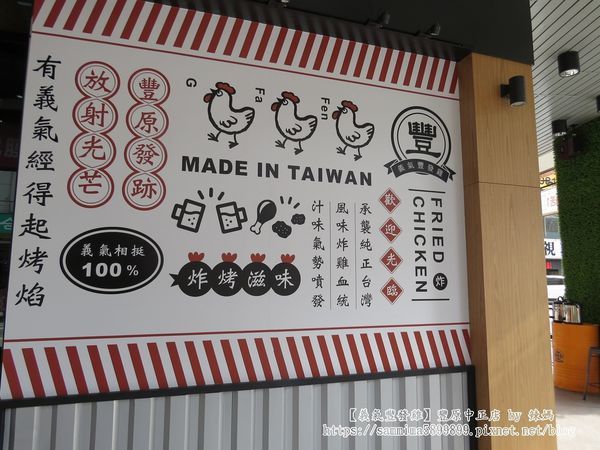 有義氣經得起烤焰
放射光芒
豐原發跡
G
Fa
Fen
MADE IN TAIWAN
豐
義氣豐發雞
FRIED
CHICKEN
炸
歡迎光臨
承襲純正台灣
風味炸雞血統
汁味氣勢噴發
義氣相挺
100%
炸烤滋味
【義氣豐發雞】豐原中正店 by 辣媽
https://sannima5899899.pixnet.net/blog